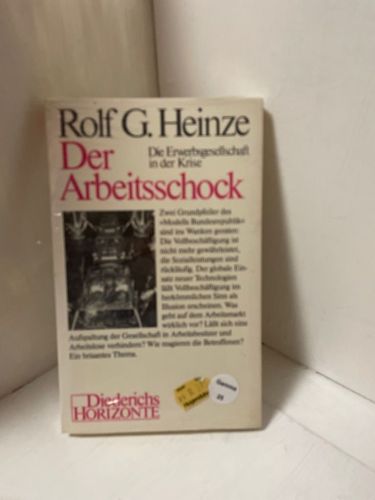 Rolf G. Heinze
Der
Die Erwerbsgesellschaft
in der Krise
Arbeitsschock
Zwei Grundpfeiler des
»Modells Bundesrepublik«
sind ins Wanken geraten:
Die Vollbeschäftigung ist
nicht mehr gewährleistet,
die Sozialleistungen sind
rückläufig. Der globale Ein-
satz neuer Technologien
läßt Vollbeschäftigung im
herkömmlichen Sinn als
Illusion erscheinen. Was
geht auf dem Arbeitsmarkt
wirklich vor? Läßt sich eine
Aufspaltung der Gesellschaft in Arbeitsbesitzer und
Arbeitslose verhindern? Wie reagieren die Betroffenen?
Ein brisantes Thema.
Diederichs
HORIZONTE
Gamma